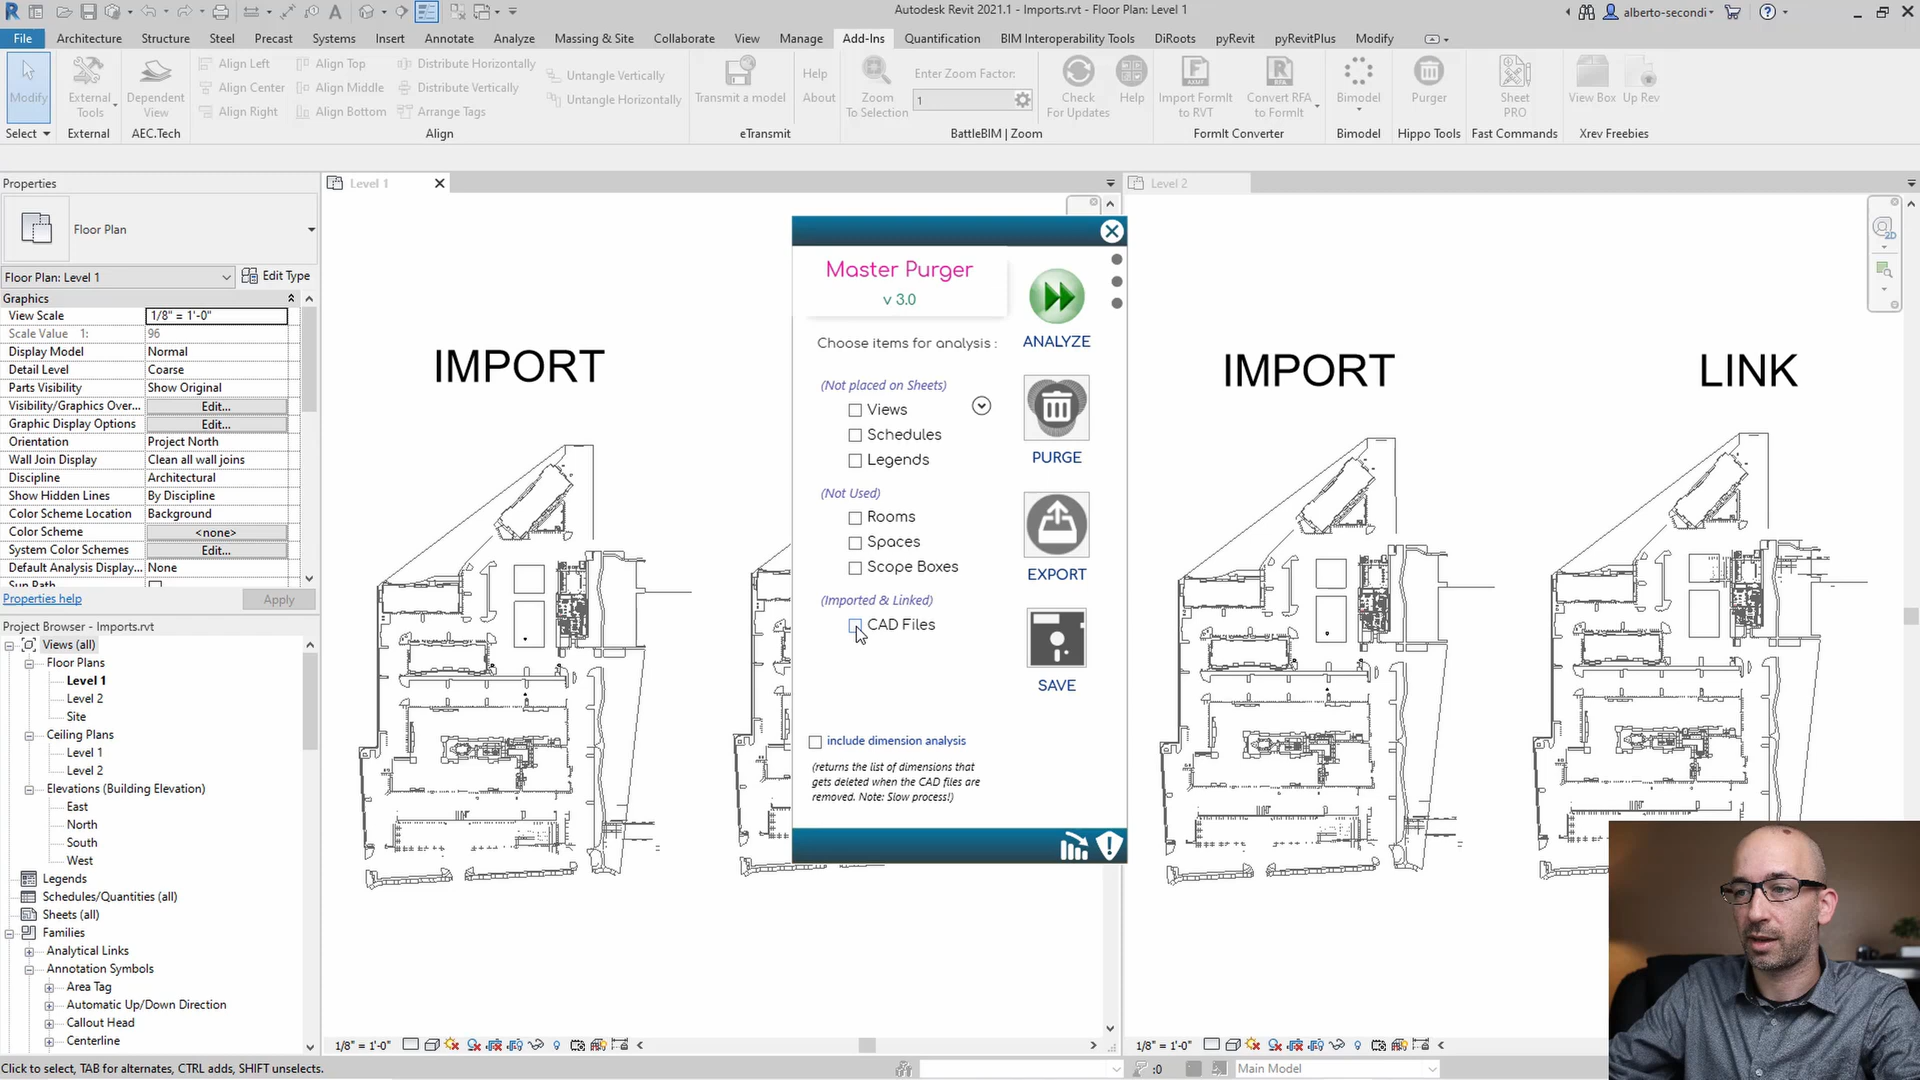 Autodesk Revit 2021.1 - Imports.rvt - Floor Plan: Level 1
alberto-secondi
File
Architecture
Structure
Steel
Precast
Systems
Insert
Annotate
Analyze
Massing & Site
Collaborate
View
Manage
Add-Ins
Quantification
BIM Interoperability Tools
DiRoots
pyRevit
pyRevitPlus
Modify
Modify
Select
External
Tools
External
Dependent
View
AEC.Tech
Align Left
Align Center
Align Right
Align Top
Align Middle
Align Bottom
Distribute Horizontally
Distribute Vertically
Arrange Tags
Untangle Vertically
Untangle Horizontally
Align
Transmit a model
Help
About
eTransmit
Zoom
To Selection
Enter Zoom Factor:
1
Check
For Updates
Help
BattleBIM | Zoom
Import FormIt
to RVT
Convert RFA
to FormIt
FormIt Converter
Bimodel
Bimodel
Purger
Hippo Tools
Sheet
PRO
Fast Commands
View Box
Up Rev
Xrev Freebies
Properties
Floor Plan
Floor Plan: Level 1
Edit Type
Graphics
View Scale 1/8" = 1'-0"
Scale Value 1: 96
Display Model Normal
Detail Level Coarse
Parts Visibility Show Original
Visibility/Graphics Over... Edit...
Graphic Display Options Edit...
Orientation Project North
Wall Join Display Clean all wall joins
Discipline Architectural
Show Hidden Lines By Discipline
Color Scheme Location Background
Color Scheme <none>
System Color Schemes Edit...
Default Analysis Display... None
Sun Path
Properties help
Apply
Project Browser - Imports.rvt
Views (all)
Floor Plans
Level 1
Level 2
Site
Ceiling Plans
Level 1
Level 2
Elevations (Building Elevation)
East
North
South
West
Legends
Schedules/Quantities (all)
Sheets (all)
Families
Analytical Links
Annotation Symbols
Area Tag
Automatic Up/Down Direction
Callout Head
Centerline
Level 1
IMPORT
1/8" = 1'-0"
Master Purger
v 3.0
Choose items for analysis :
(Not placed on Sheets)
Views
Schedules
Legends
(Not Used)
Rooms
Spaces
Scope Boxes
(Imported & Linked)
CAD Files
include dimension analysis
(returns the list of dimensions that
gets deleted when the CAD files are
removed. Note: Slow process!)
ANALYZE
PURGE
EXPORT
SAVE
Level 2
2D
IMPORT
LINK
1/8" = 1'-0"
Click to select, TAB for alternates, CTRL adds, SHIFT unselects.
:0
Main Model